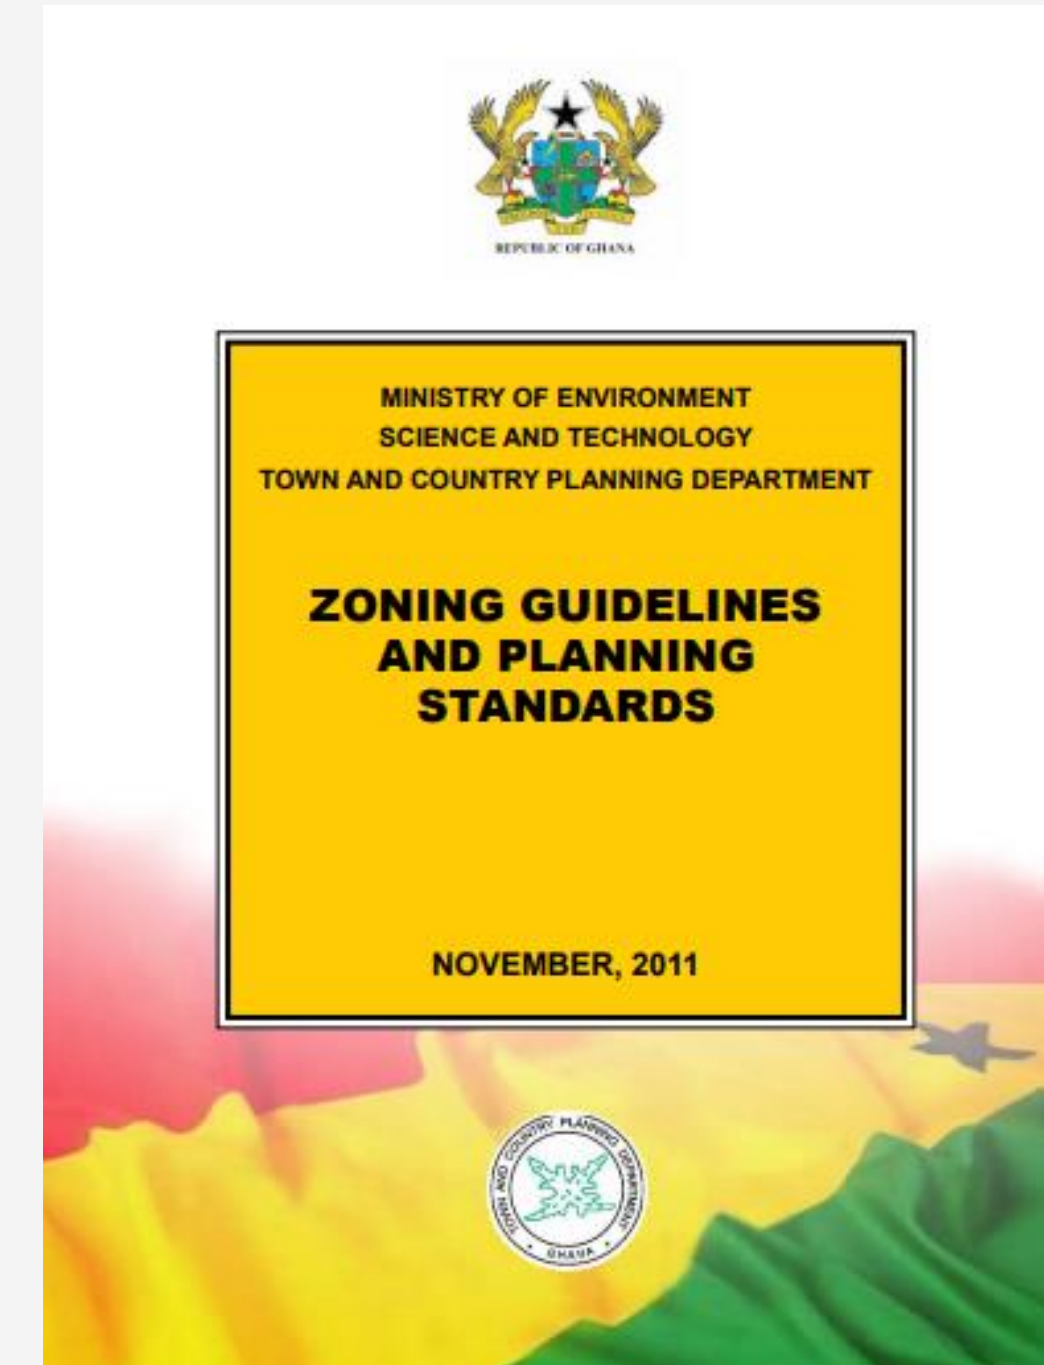 REPUBLIC OF GHANA
MINISTRY OF ENVIRONMENT
SCIENCE AND TECHNOLOGY
TOWN AND COUNTRY PLANNING DEPARTMENT
ZONING GUIDELINES
AND PLANNING
STANDARDS
NOVEMBER, 2011
TOWN AND COUNTRY PLANNING DEPARTMENT
GHANA